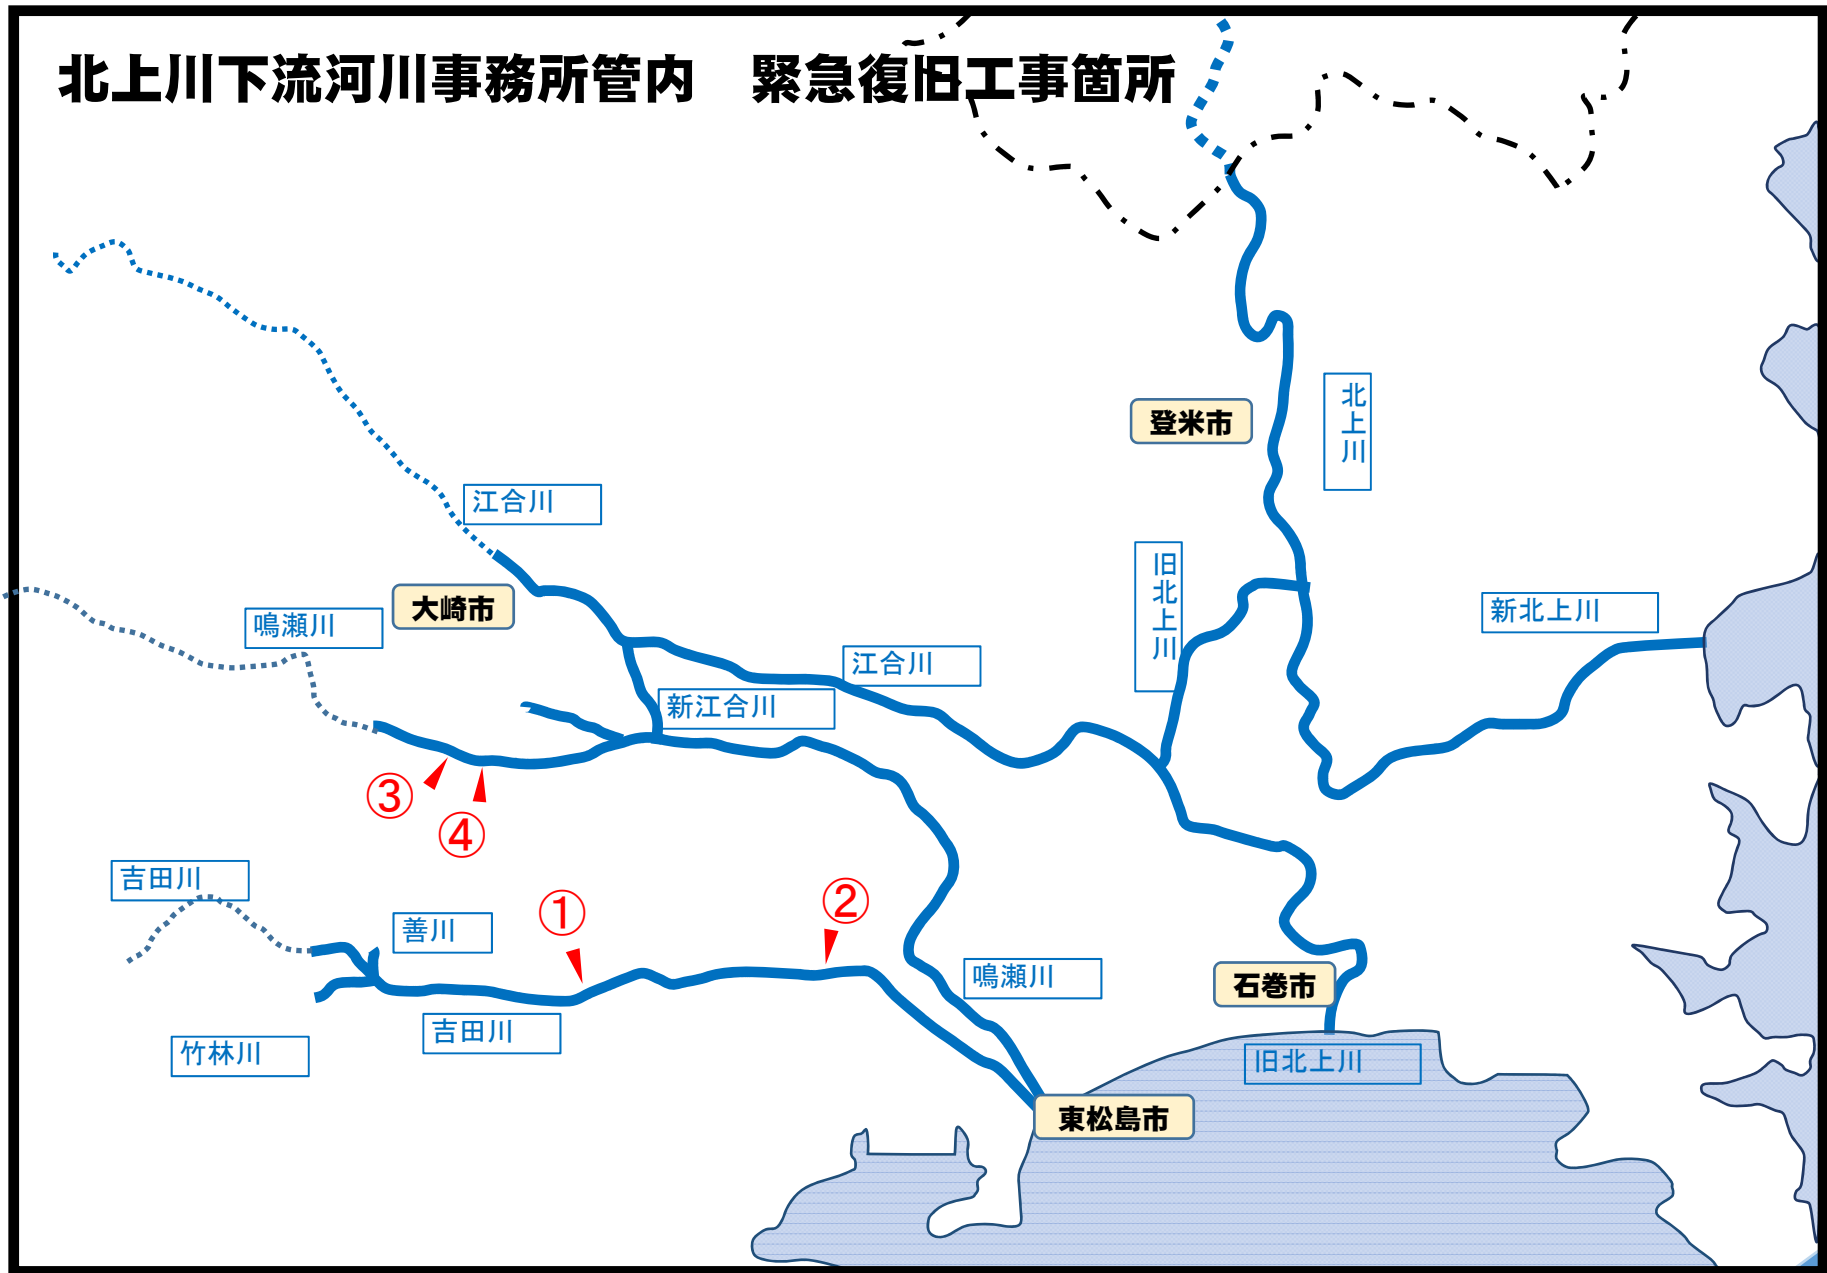 北上川下流河川事務所管内　緊急復旧工事箇所
北上川
登米市
江合川
旧北上川
大崎市
鳴瀬川
新北上川
江合川
新江合川
③
④
吉田川
①
②
善川
鳴瀬川
石巻市
吉田川
竹林川
旧北上川
東松島市